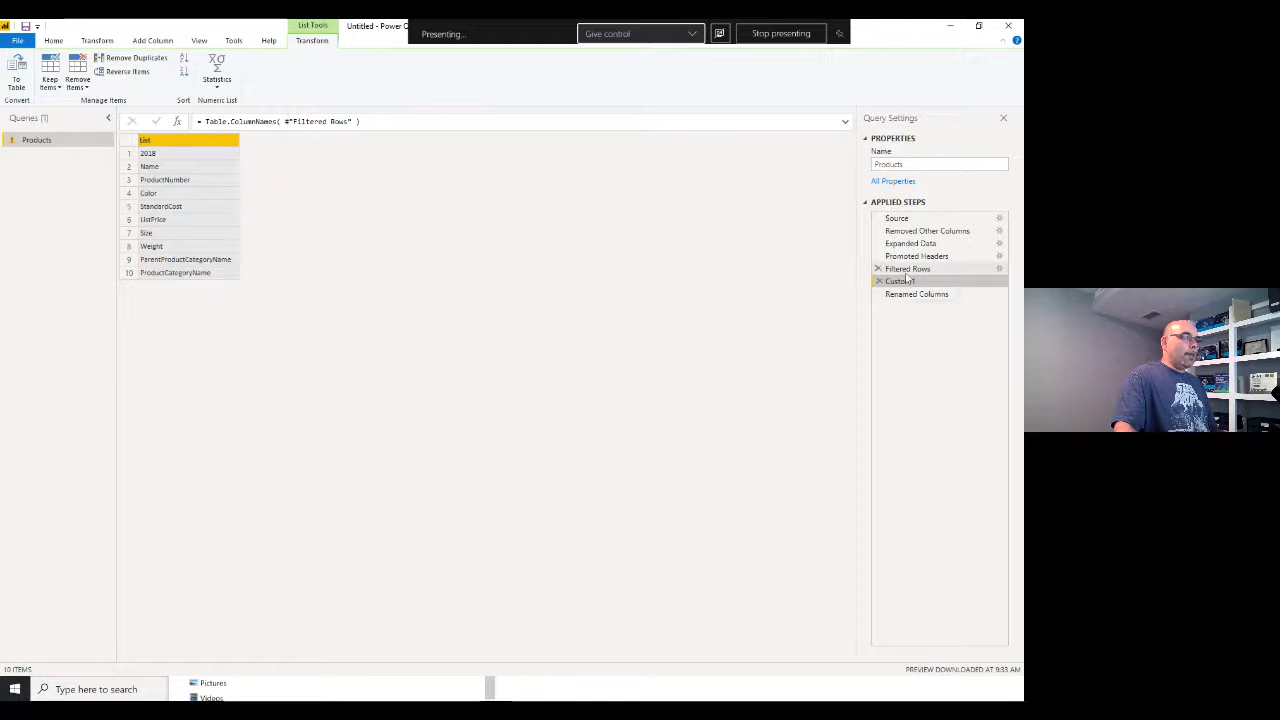 List Tools
Untitled - Power Q
Presenting...
Give control
Stop presenting
File
Home
Transform
Add Column
View
Tools
Help
Transform
To Table
Keep Items
Remove Items
Remove Duplicates
Reverse Items
Statistics
Convert
Manage Items
Sort
Numeric List
Queries [1]
Products
= Table.ColumnNames( #"Filtered Rows" )
List
1 2018
2 Name
3 ProductNumber
4 Color
5 StandardCost
6 ListPrice
7 Size
8 Weight
9 ParentProductCategoryName
10 ProductCategoryName
Query Settings
PROPERTIES
Name
Products
All Properties
APPLIED STEPS
Source
Removed Other Columns
Expanded Data
Promoted Headers
Filtered Rows
Custom1
Renamed Columns
10 ITEMS
PREVIEW DOWNLOADED AT 9:33 AM
Type here to search
Pictures
Videos